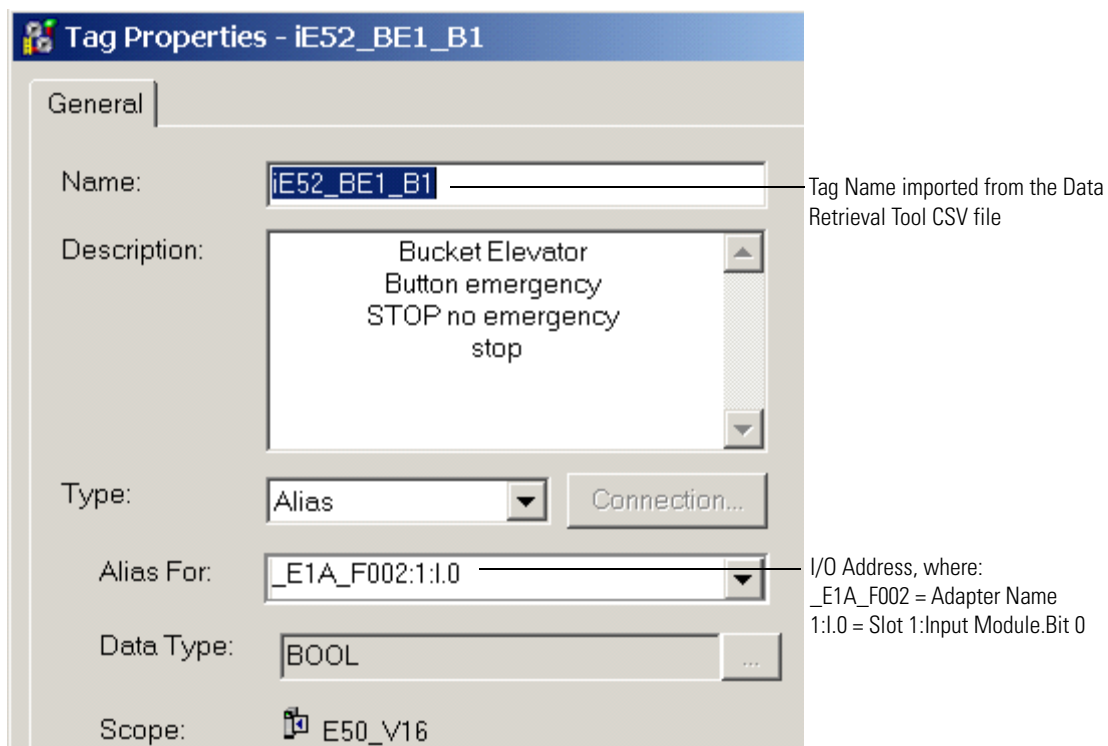 Tag Properties - iE52_BE1_B1
General
Name:
iE52_BE1_B1
Tag Name imported from the Data
Retrieval Tool CSV file
Description:
Bucket Elevator
Button emergency
STOP no emergency
stop
Type:
Alias
Connection...
Alias For:
_E1A_F002:1:I.0
I/O Address, where:
_E1A_F002 = Adapter Name
1:I.0 = Slot 1:Input Module.Bit 0
Data Type:
BOOL
...
Scope:
E50_V16